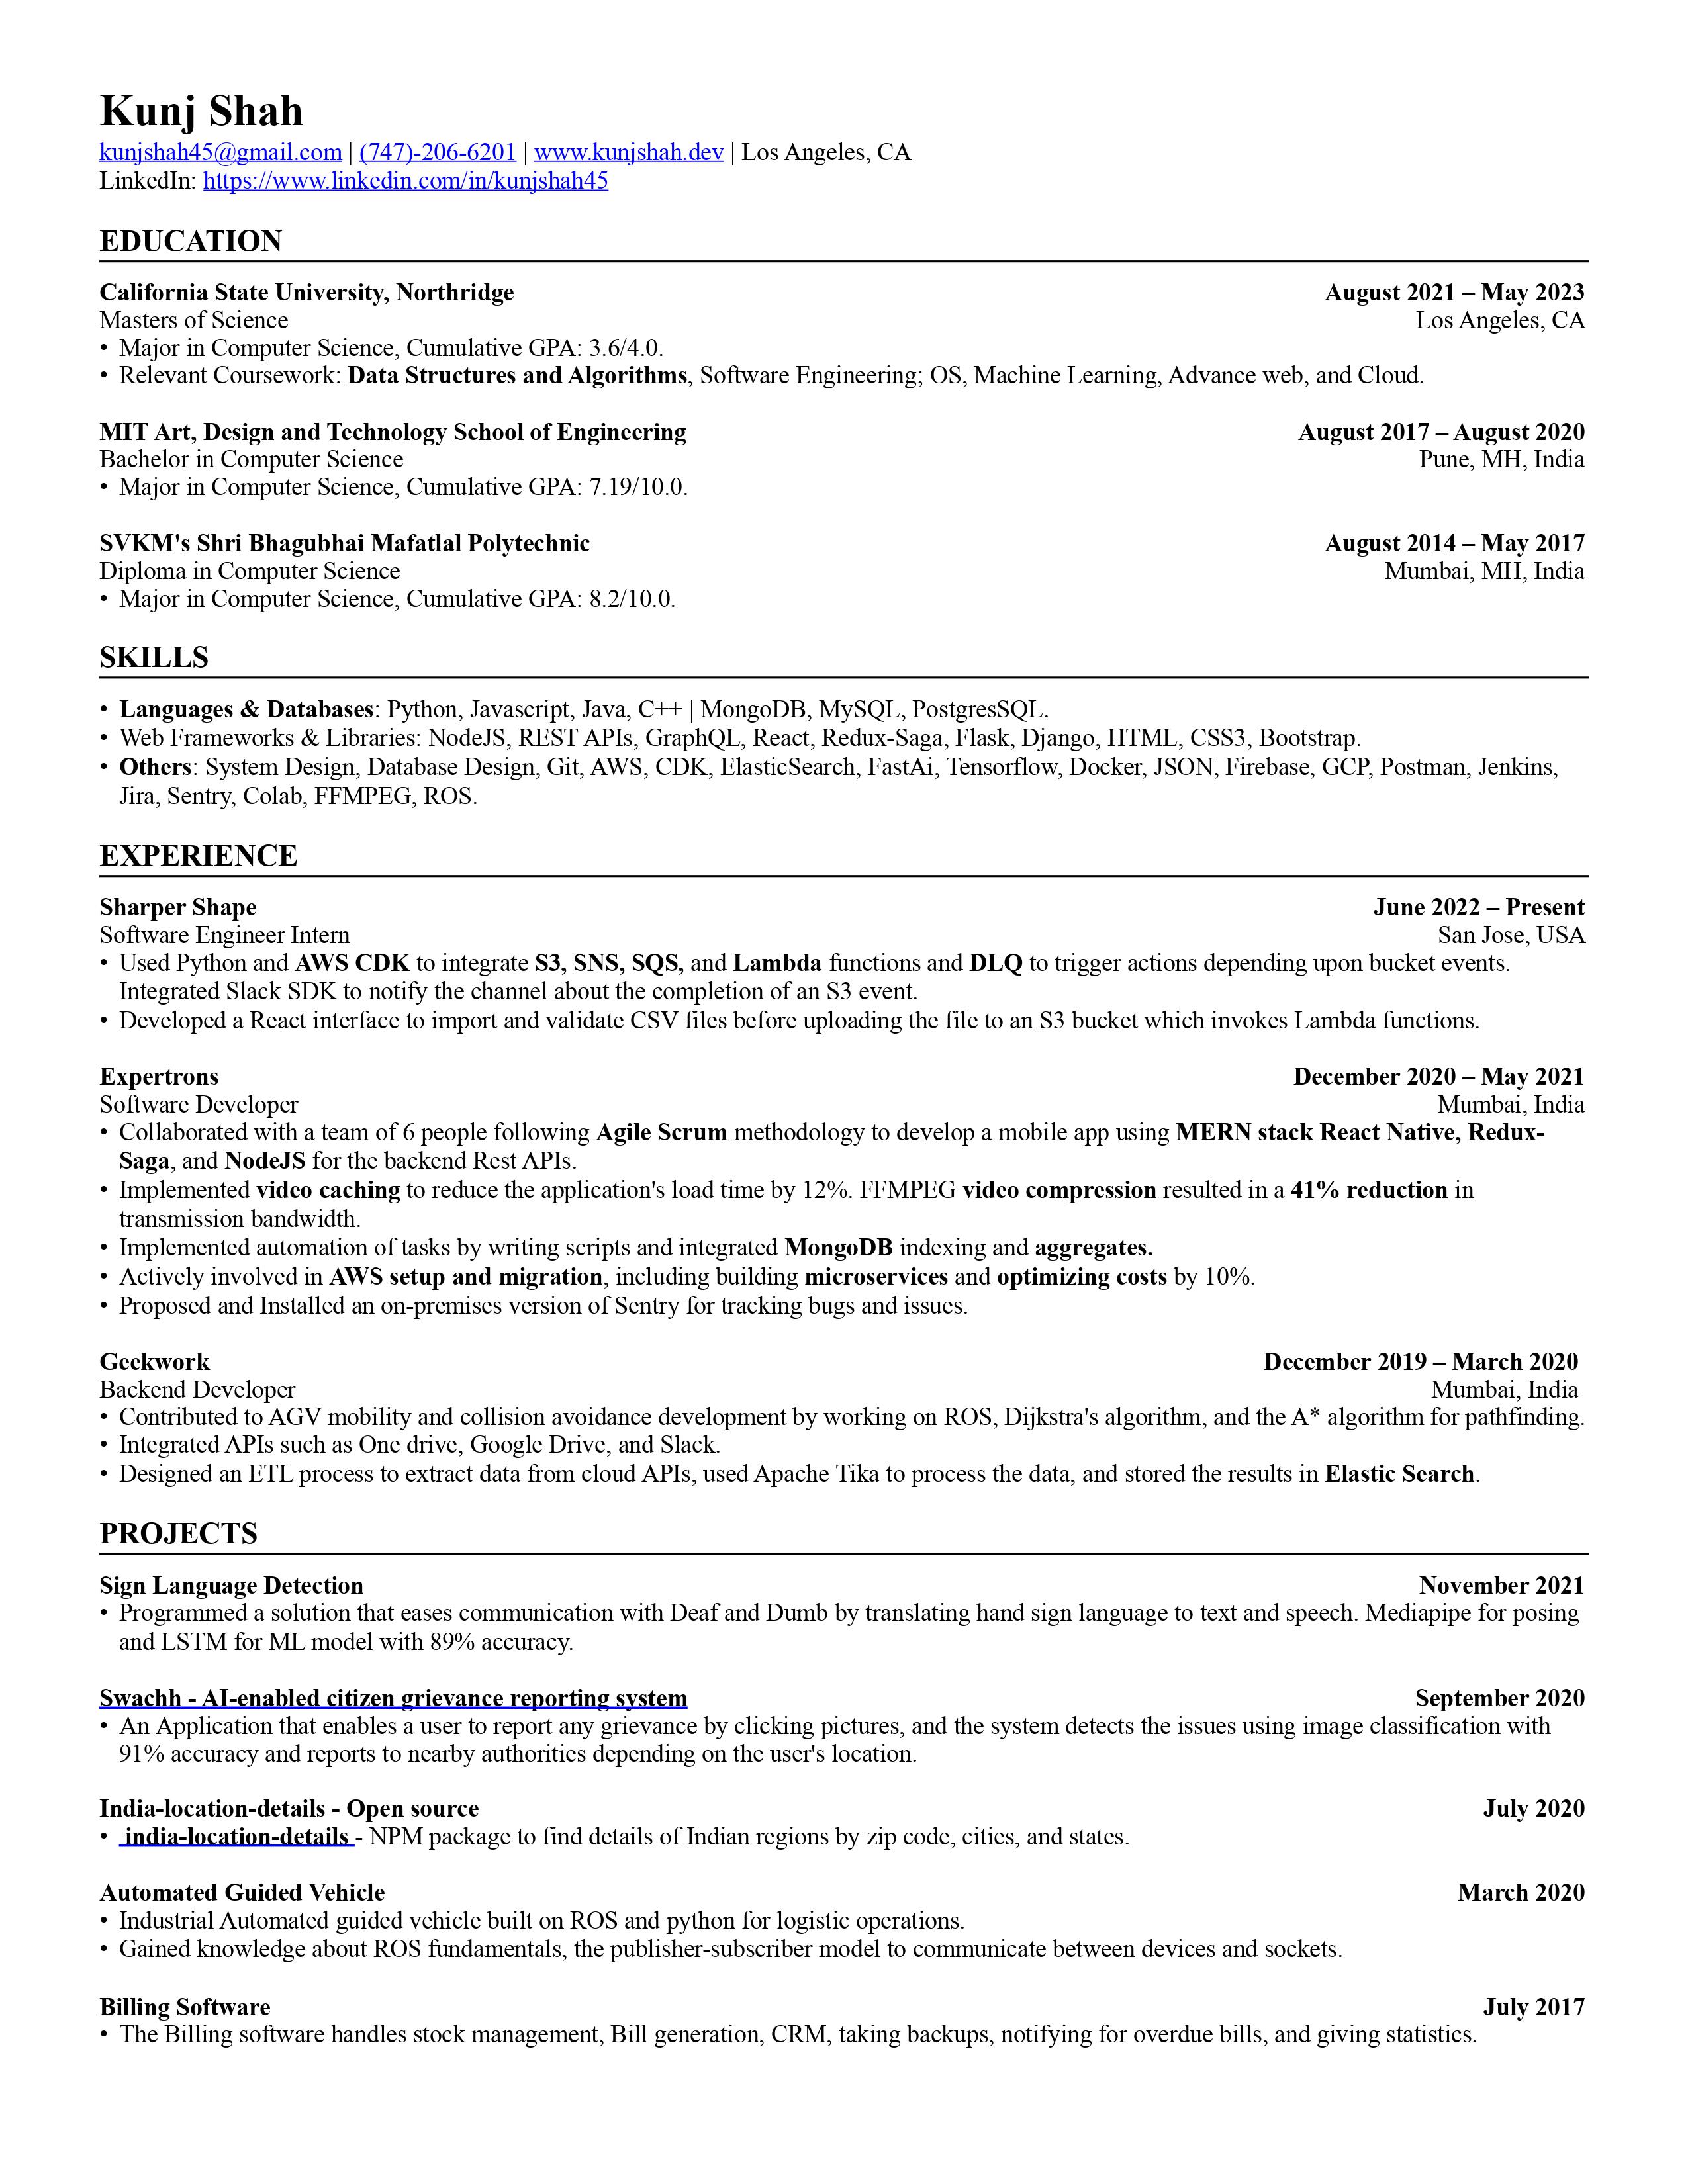 Kunj Shah
kunjshah45@gmail.com | (747)-206-6201 | www.kunjshah.dev | Los Angeles, CA
LinkedIn: https://www.linkedin.com/in/kunjshah45
EDUCATION
California State University, Northridge August 2021 – May 2023
Masters of Science Los Angeles, CA
• Major in Computer Science, Cumulative GPA: 3.6/4.0.
• Relevant Coursework: Data Structures and Algorithms, Software Engineering; OS, Machine Learning, Advance web, and Cloud.
MIT Art, Design and Technology School of Engineering August 2017 – August 2020
Bachelor in Computer Science Pune, MH, India
• Major in Computer Science, Cumulative GPA: 7.19/10.0.
SVKM's Shri Bhagubhai Mafatlal Polytechnic August 2014 – May 2017
Diploma in Computer Science Mumbai, MH, India
• Major in Computer Science, Cumulative GPA: 8.2/10.0.
SKILLS
• Languages & Databases: Python, Javascript, Java, C++ | MongoDB, MySQL, PostgresSQL.
• Web Frameworks & Libraries: NodeJS, REST APIs, GraphQL, React, Redux-Saga, Flask, Django, HTML, CSS3, Bootstrap.
• Others: System Design, Database Design, Git, AWS, CDK, ElasticSearch, FastAi, Tensorflow, Docker, JSON, Firebase, GCP, Postman, Jenkins,
Jira, Sentry, Colab, FFMPEG, ROS.
EXPERIENCE
Sharper Shape June 2022 – Present
Software Engineer Intern San Jose, USA
• Used Python and AWS CDK to integrate S3, SNS, SQS, and Lambda functions and DLQ to trigger actions depending upon bucket events.
Integrated Slack SDK to notify the channel about the completion of an S3 event.
• Developed a React interface to import and validate CSV files before uploading the file to an S3 bucket which invokes Lambda functions.
Expertrons December 2020 – May 2021
Software Developer Mumbai, India
• Collaborated with a team of 6 people following Agile Scrum methodology to develop a mobile app using MERN stack React Native, Redux-
Saga, and NodeJS for the backend Rest APIs.
• Implemented video caching to reduce the application's load time by 12%. FFMPEG video compression resulted in a 41% reduction in
transmission bandwidth.
• Implemented automation of tasks by writing scripts and integrated MongoDB indexing and aggregates.
• Actively involved in AWS setup and migration, including building microservices and optimizing costs by 10%.
• Proposed and Installed an on-premises version of Sentry for tracking bugs and issues.
Geekwork December 2019 – March 2020
Backend Developer Mumbai, India
• Contributed to AGV mobility and collision avoidance development by working on ROS, Dijkstra's algorithm, and the A* algorithm for pathfinding.
• Integrated APIs such as One drive, Google Drive, and Slack.
• Designed an ETL process to extract data from cloud APIs, used Apache Tika to process the data, and stored the results in Elastic Search.
PROJECTS
Sign Language Detection November 2021
• Programmed a solution that eases communication with Deaf and Dumb by translating hand sign language to text and speech. Mediapipe for posing
and LSTM for ML model with 89% accuracy.
Swachh - AI-enabled citizen grievance reporting system September 2020
• An Application that enables a user to report any grievance by clicking pictures, and the system detects the issues using image classification with
91% accuracy and reports to nearby authorities depending on the user's location.
India-location-details - Open source July 2020
• india-location-details - NPM package to find details of Indian regions by zip code, cities, and states.
Automated Guided Vehicle March 2020
• Industrial Automated guided vehicle built on ROS and python for logistic operations.
• Gained knowledge about ROS fundamentals, the publisher-subscriber model to communicate between devices and sockets.
Billing Software July 2017
• The Billing software handles stock management, Bill generation, CRM, taking backups, notifying for overdue bills, and giving statistics.